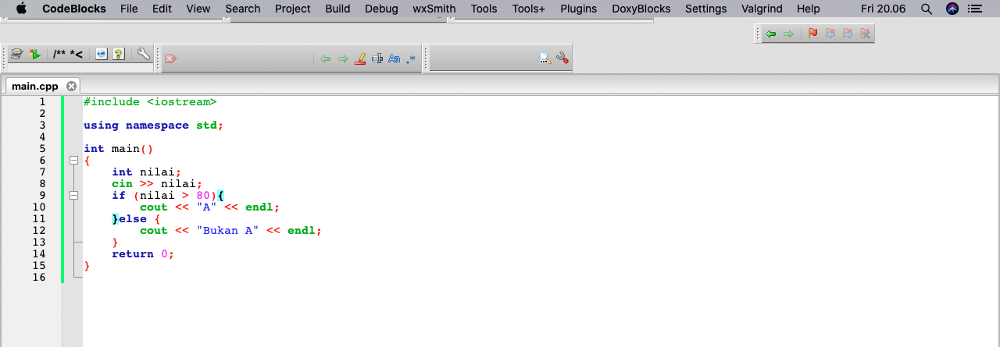 CodeBlocks File Edit View Search Project Build Debug wxSmith Tools Tools+ Plugins DoxyBlocks Settings Valgrind Help Fri 20.06
/** *< ? Aa .*
main.cpp
1 #include <iostream>
2
3 using namespace std;
4
5 int main()
6 {
7 int nilai;
8 cin >> nilai;
9 if (nilai > 80){
10 cout << "A" << endl;
11 }else {
12 cout << "Bukan A" << endl;
13 }
14 return 0;
15 }
16